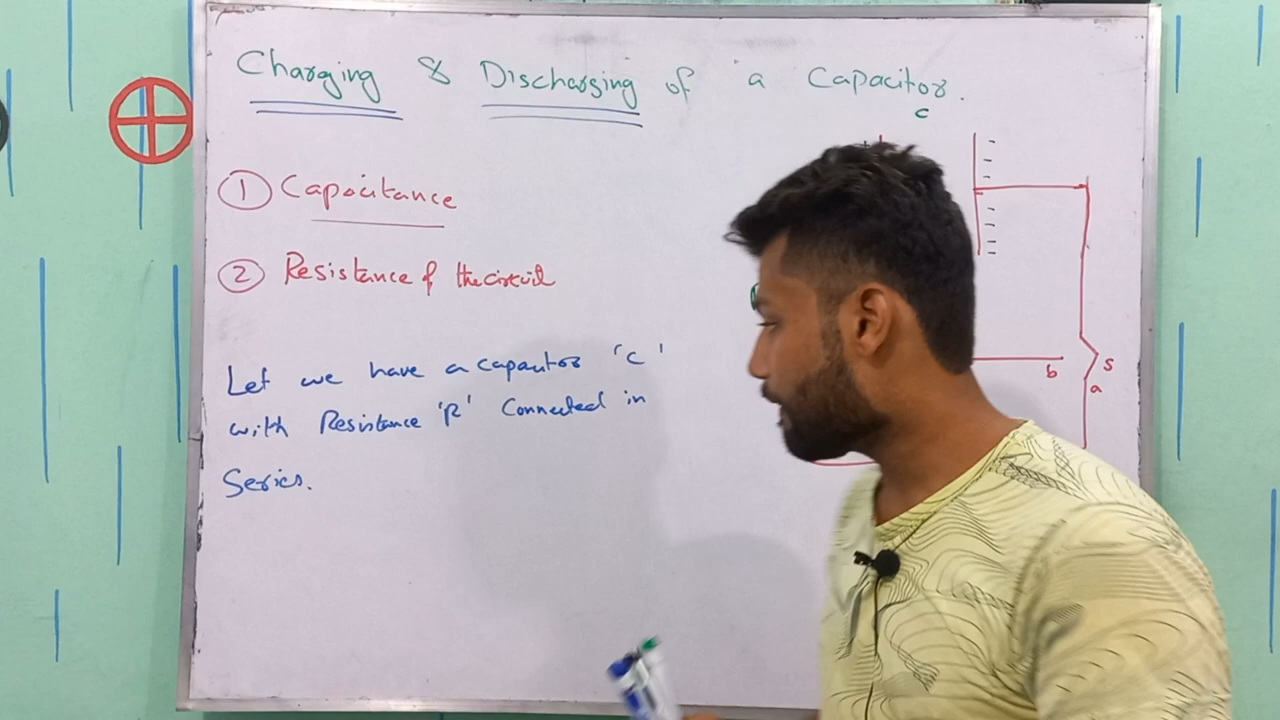 Charging & Discharging of a Capacitor.
C
① Capacitance
② Resistance of the circuit
Let we have a capacitor 'C'
with Resistance 'R' Connected in
Series.
b
S
a